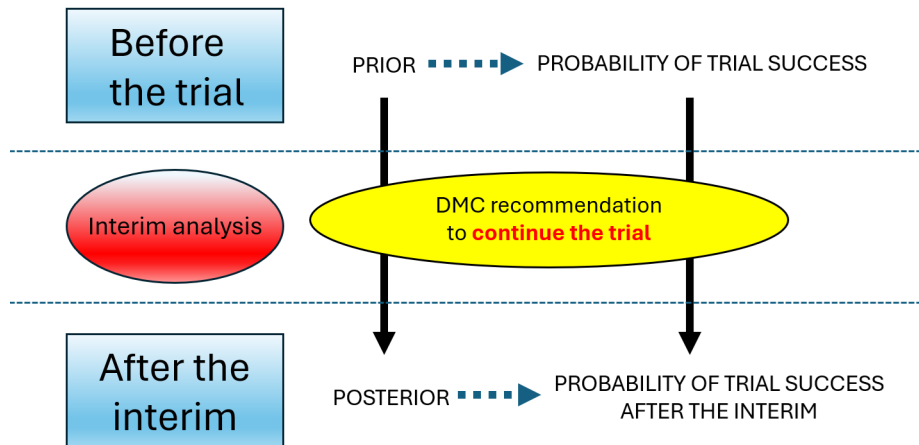 Before
the trial
PRIOR
PROBABILITY OF TRIAL SUCCESS
Interim analysis
DMC recommendation
to continue the trial
After the
interim
POSTERIOR
PROBABILITY OF TRIAL SUCCESS
AFTER THE INTERIM